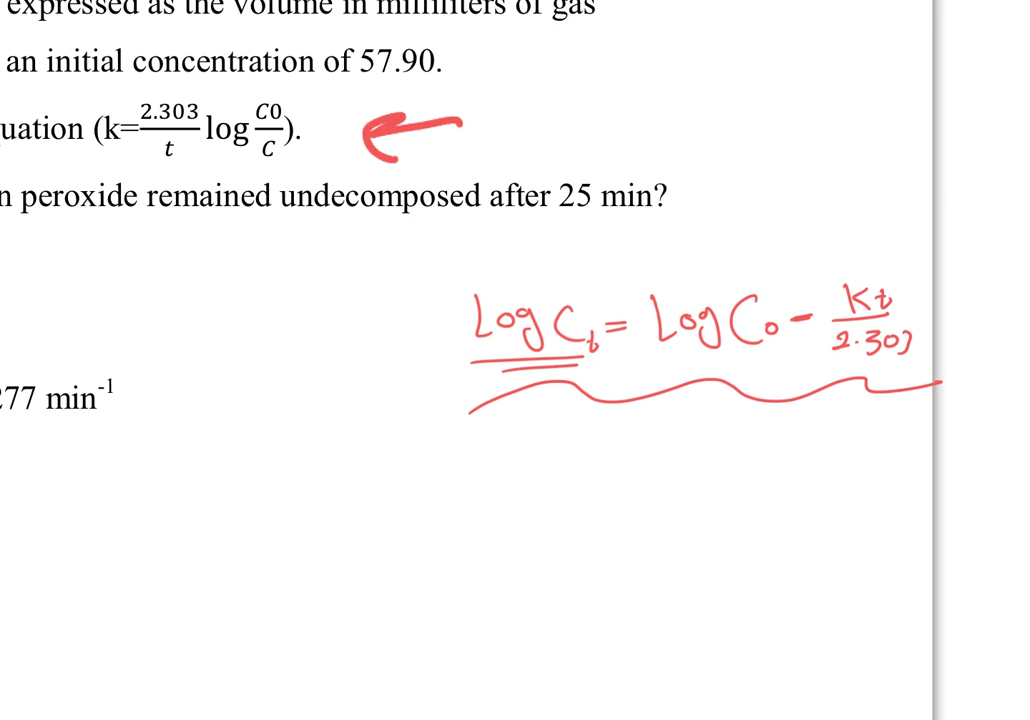 expressed as the volume in milliliters of gas
an initial concentration of 57.90.
uation (k=2.303/t log C0/C).
n peroxide remained undecomposed after 25 min?
Log Ct = Log Co - Kt/2.303
277 min-1